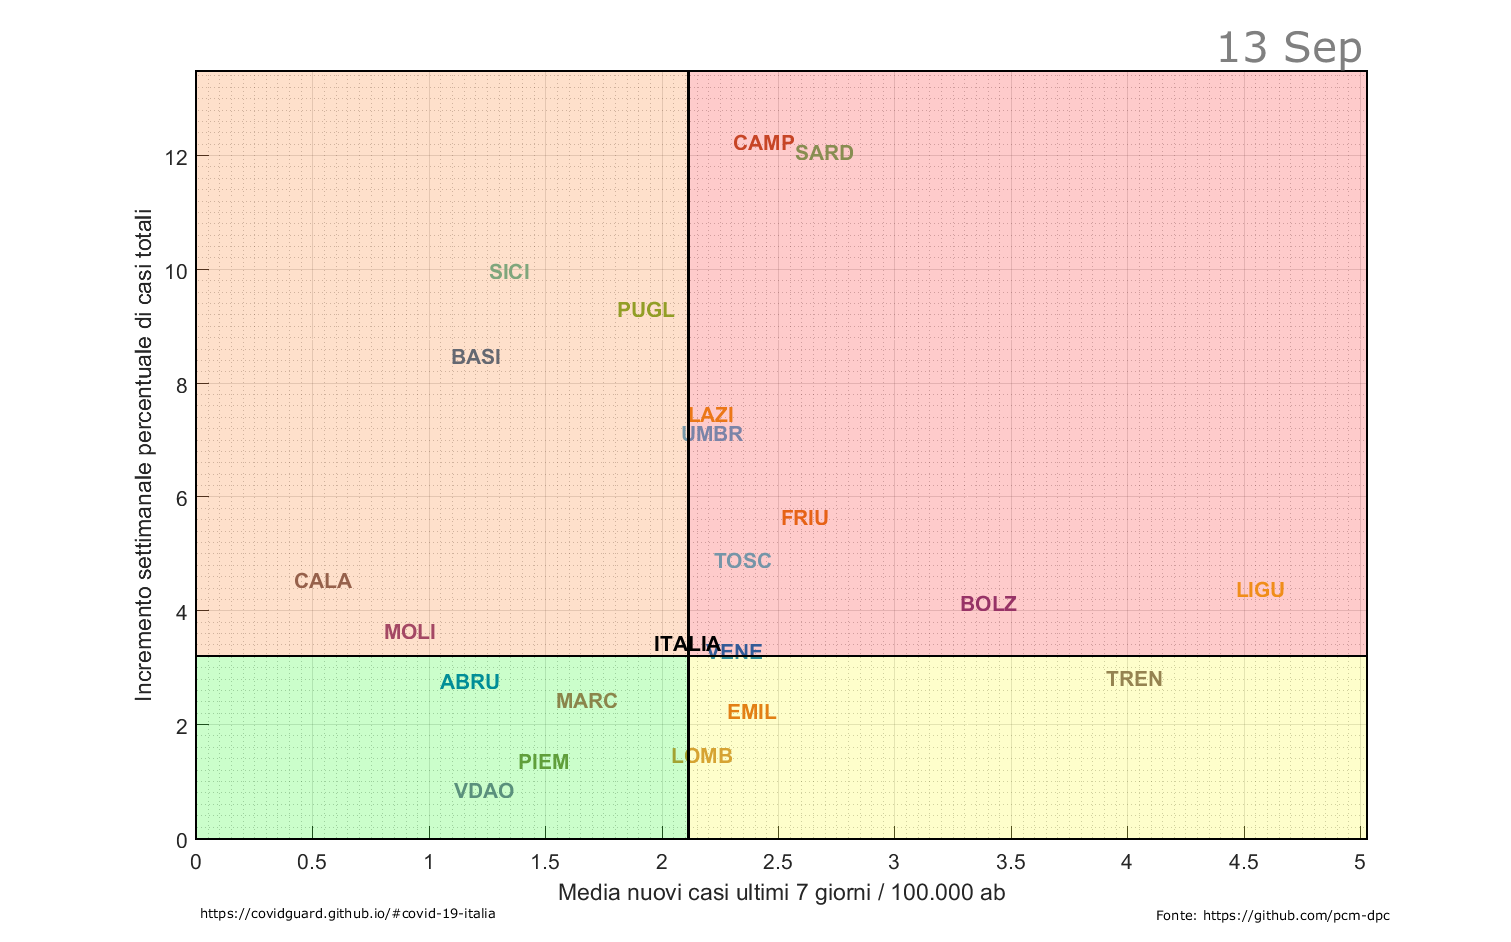 13 Sep
Incremento settimanale percentuale di casi totali
12
10
8
6
4
2
0
CAMP
SARD
SICI
PUGL
BASI
LAZI
UMBR
FRIU
TOSC
CALA
LIGU
BOLZ
MOLI
ITALIA
VENE
TREN
ABRU
MARC
EMIL
LOMB
PIEM
VDAO
0 0.5 1 1.5 2 2.5 3 3.5 4 4.5 5
Media nuovi casi ultimi 7 giorni / 100.000 ab
https://covidguard.github.io/#covid-19-italia
Fonte: https://github.com/pcm-dpc